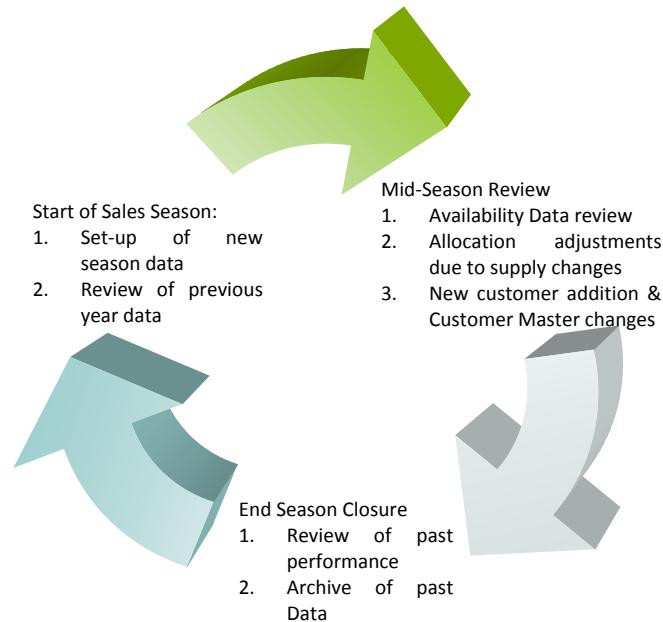 Start of Sales Season:
1. Set-up of new
season data
2. Review of previous
year data
Mid-Season Review
1. Availability Data review
2. Allocation adjustments
due to supply changes
3. New customer addition &
Customer Master changes
End Season Closure
1. Review of past
performance
2. Archive of past
Data